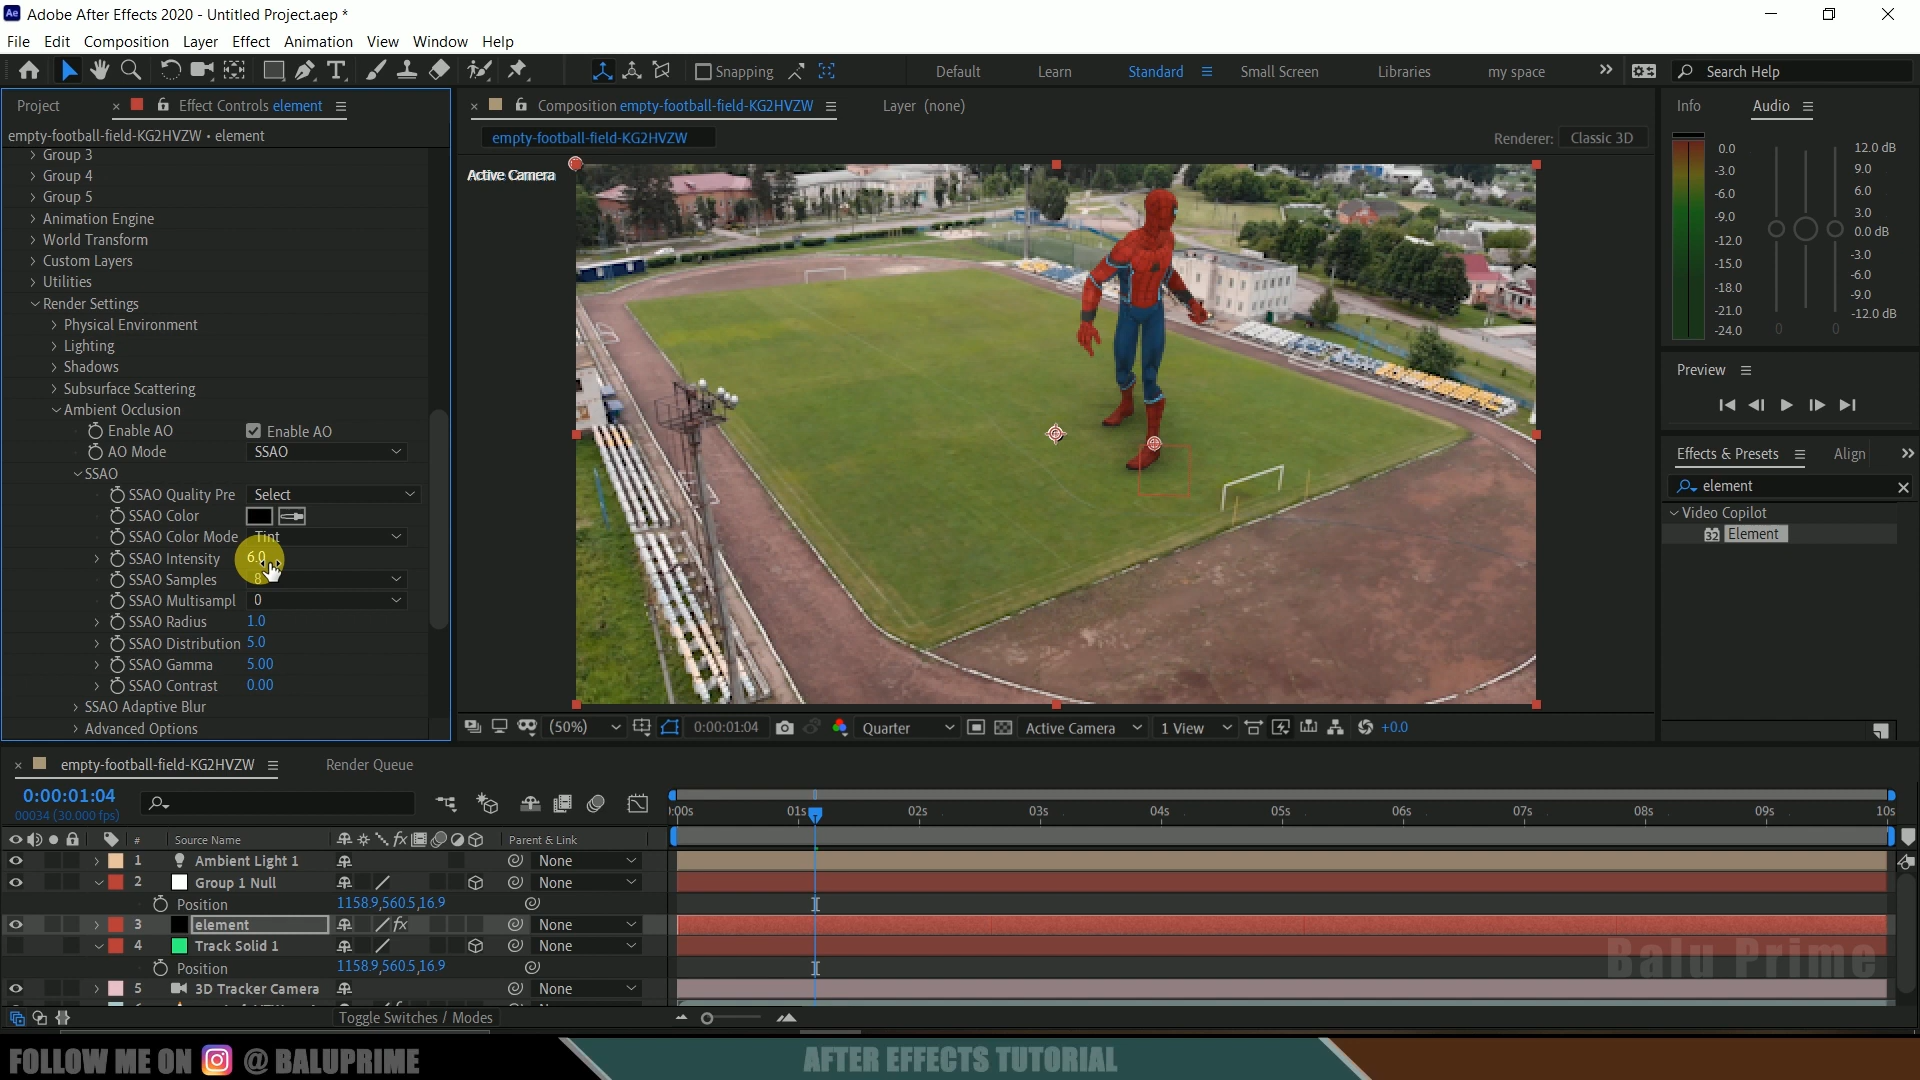 Adobe After Effects 2020 - Untitled Project.aep *
File Edit Composition Layer Effect Animation View Window Help
Snapping Default Learn Standard Small Screen Libraries my space Search Help
Project Effect Controls element
Composition empty-football-field-KG2HVZW Layer (none)
Info Audio
empty-football-field-KG2HVZW • element
empty-football-field-KG2HVZW
Renderer: Classic 3D
Active Camera
Group 3
Group 4
Group 5
Animation Engine
World Transform
Custom Layers
Utilities
Render Settings
Physical Environment
Lighting
Shadows
Subsurface Scattering
Ambient Occlusion
Enable AO Enable AO
AO Mode SSAO
SSAO
SSAO Quality Pre Select
SSAO Color
SSAO Color Mode Tint
SSAO Intensity 6.0
SSAO Samples 8
SSAO Multisampl 0
SSAO Radius 1.0
SSAO Distribution 5.0
SSAO Gamma 5.00
SSAO Contrast 0.00
SSAO Adaptive Blur
Advanced Options
0.0 12.0 dB
-3.0 9.0
-6.0 6.0
-9.0 3.0
-12.0 0.0 dB
-15.0 -3.0
-18.0 -6.0
-21.0 -9.0
-24.0 -12.0 dB
0 0
Preview
Effects & Presets Align
element
Video Copilot
32 Element
(50%) 0:00:01:04 Quarter Active Camera 1 View +0.0
empty-football-field-KG2HVZW Render Queue
0:00:01:04
00034 (30.000 fps)
:00s 01s 02s 03s 04s 05s 06s 07s 08s 09s 10s
# Source Name fx Parent & Link
1 Ambient Light 1 None
2 Group 1 Null None
Position 1158.9,560.5,16.9
3 element fx None
4 Track Solid 1 None
Position 1158.9,560.5,16.9
5 3D Tracker Camera None
Toggle Switches / Modes
Balu Prime
FOLLOW ME ON @ BALUPRIME
AFTER EFFECTS TUTORIAL